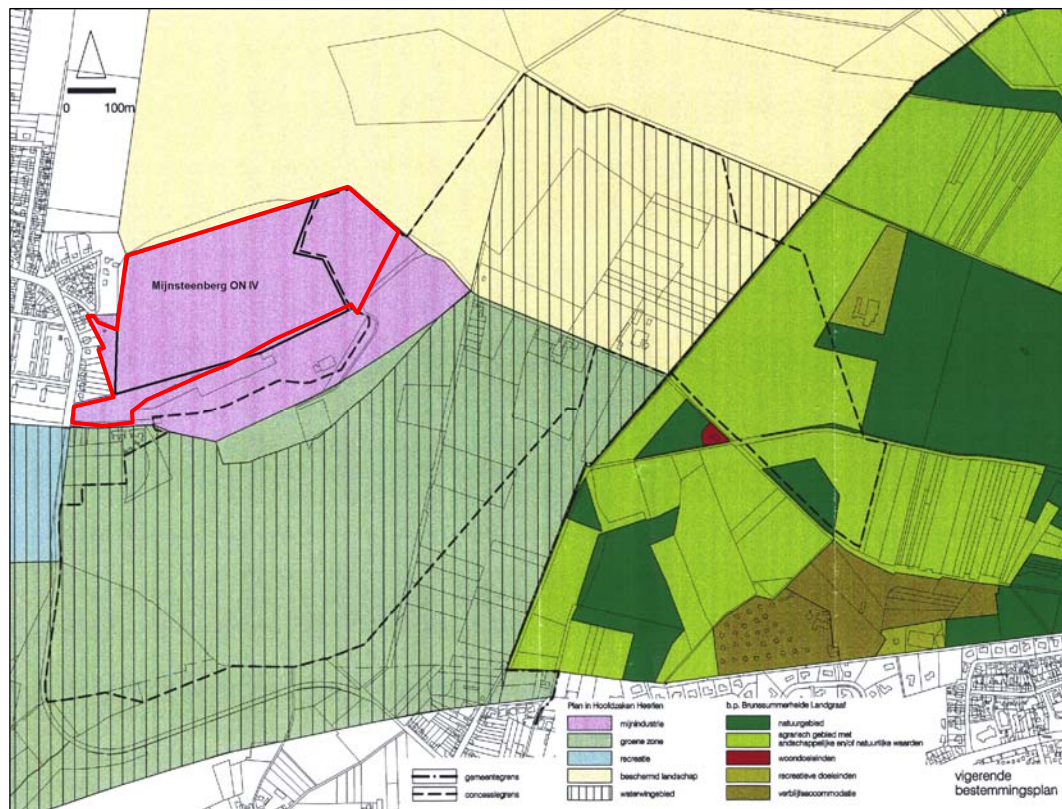 0 100m
Mijnsteenberg ON IV
Plan in Hoofdzaken Heerlen
mijnindustrie
groene zone
recreatie
beschermd landschap
waterwingebied
gemeentegrens
concessiegrens
b.p. Brunssummerheide Landgraaf
natuurgebied
agrarisch gebied met
andschappelijke en/of natuurlijke waarden
woondoeleinden
recreatieve doeleinden
verblijfsaccommodatie
vigerende
bestemmingsplan